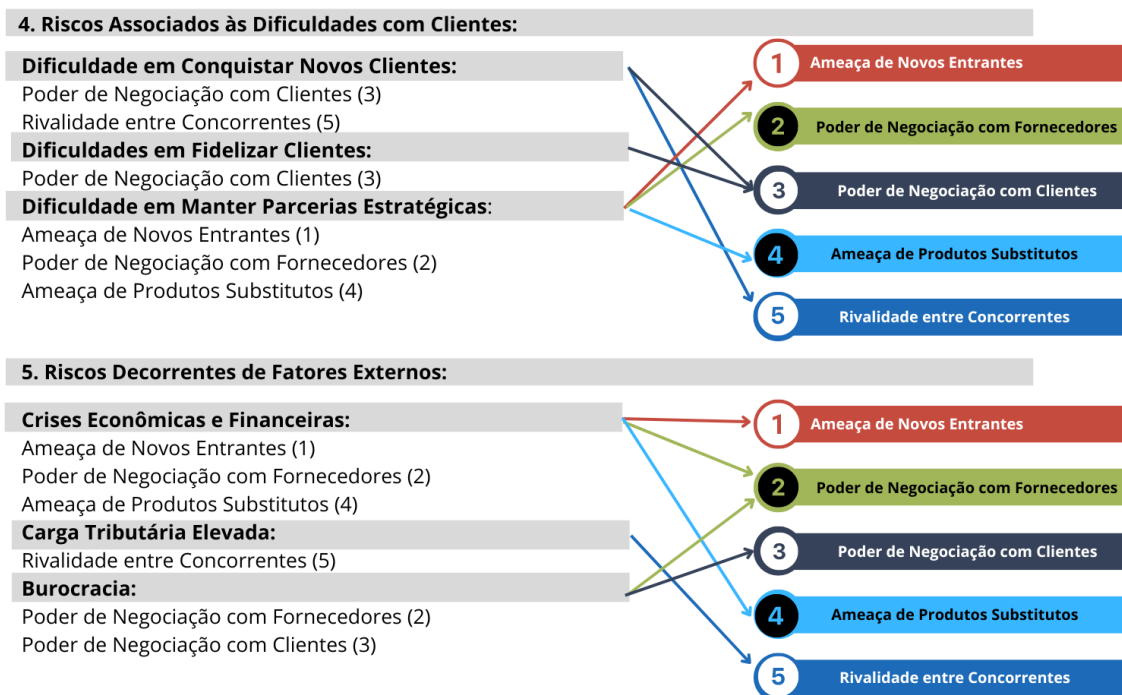 4. Riscos Associados às Dificuldades com Clientes:
Dificuldade em Conquistar Novos Clientes:
Poder de Negociação com Clientes (3)
Rivalidade entre Concorrentes (5)
Dificuldades em Fidelizar Clientes:
Poder de Negociação com Clientes (3)
Dificuldade em Manter Parcerias Estratégicas:
Ameaça de Novos Entrantes (1)
Poder de Negociação com Fornecedores (2)
Ameaça de Produtos Substitutos (4)
1 Ameaça de Novos Entrantes
2 Poder de Negociação com Fornecedores
3 Poder de Negociação com Clientes
4 Ameaça de Produtos Substitutos
5 Rivalidade entre Concorrentes
5. Riscos Decorrentes de Fatores Externos:
Crises Econômicas e Financeiras:
Ameaça de Novos Entrantes (1)
Poder de Negociação com Fornecedores (2)
Ameaça de Produtos Substitutos (4)
Carga Tributária Elevada:
Rivalidade entre Concorrentes (5)
Burocracia:
Poder de Negociação com Fornecedores (2)
Poder de Negociação com Clientes (3)
1 Ameaça de Novos Entrantes
2 Poder de Negociação com Fornecedores
3 Poder de Negociação com Clientes
4 Ameaça de Produtos Substitutos
5 Rivalidade entre Concorrentes